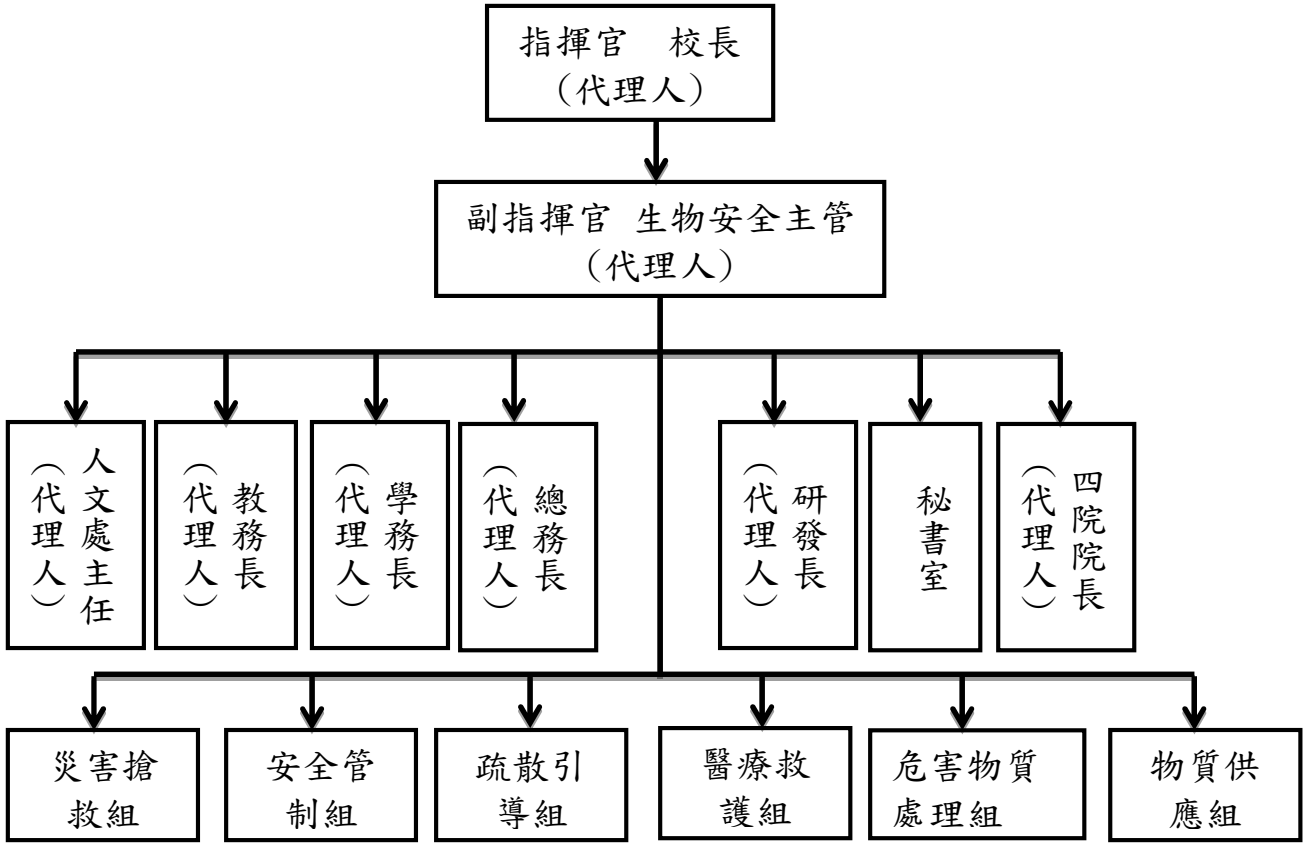 指揮官　校長
（代理人）
副指揮官 生物安全主管
（代理人）
人文處主任
（代理人）
教務長
（代理人）
學務長
（代理人）
總務長
（代理人）
研發長
（代理人）
秘書室
四院院長
（代理人）
災害搶
救組
安全管
制組
疏散引
導組
醫療救
護組
危害物質
處理組
物質供
應組